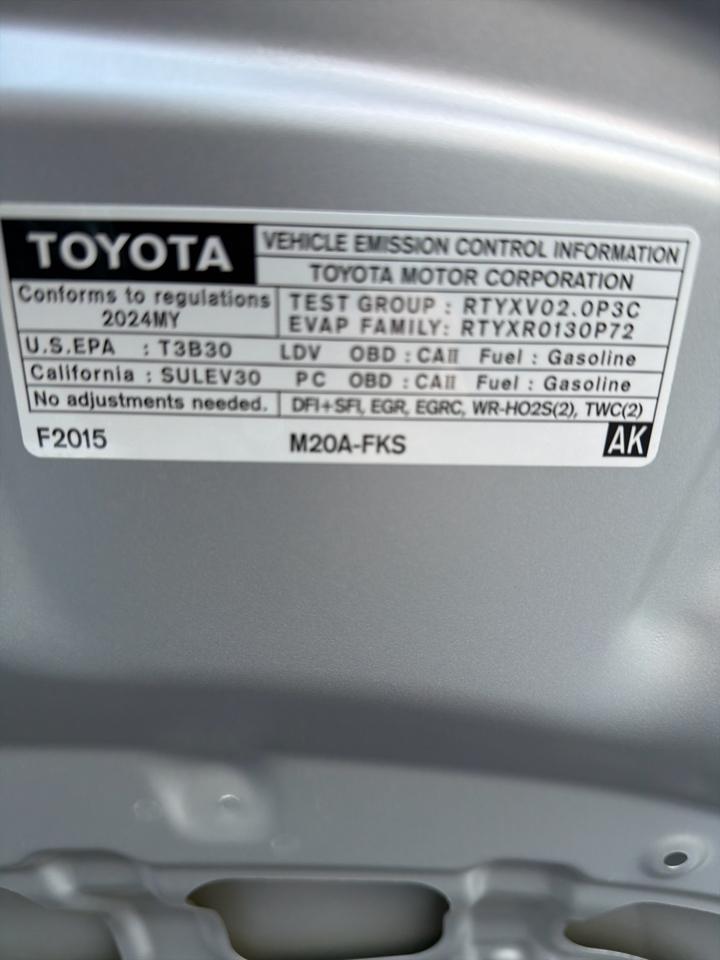 TOYOTA VEHICLE EMISSION CONTROL INFORMATION
TOYOTA MOTOR CORPORATION
Conforms to regulations
2024MY
TEST GROUP : RTYXV02.0P3C
EVAP FAMILY: RTYXR0130P72
U.S.EPA : T3B30 LDV OBD : CAII Fuel : Gasoline
California : SULEV30 PC OBD : CAII Fuel : Gasoline
No adjustments needed. DFI+SFI, EGR, EGRC, WR-HO2S(2), TWC(2)
F2015 M20A-FKS AK